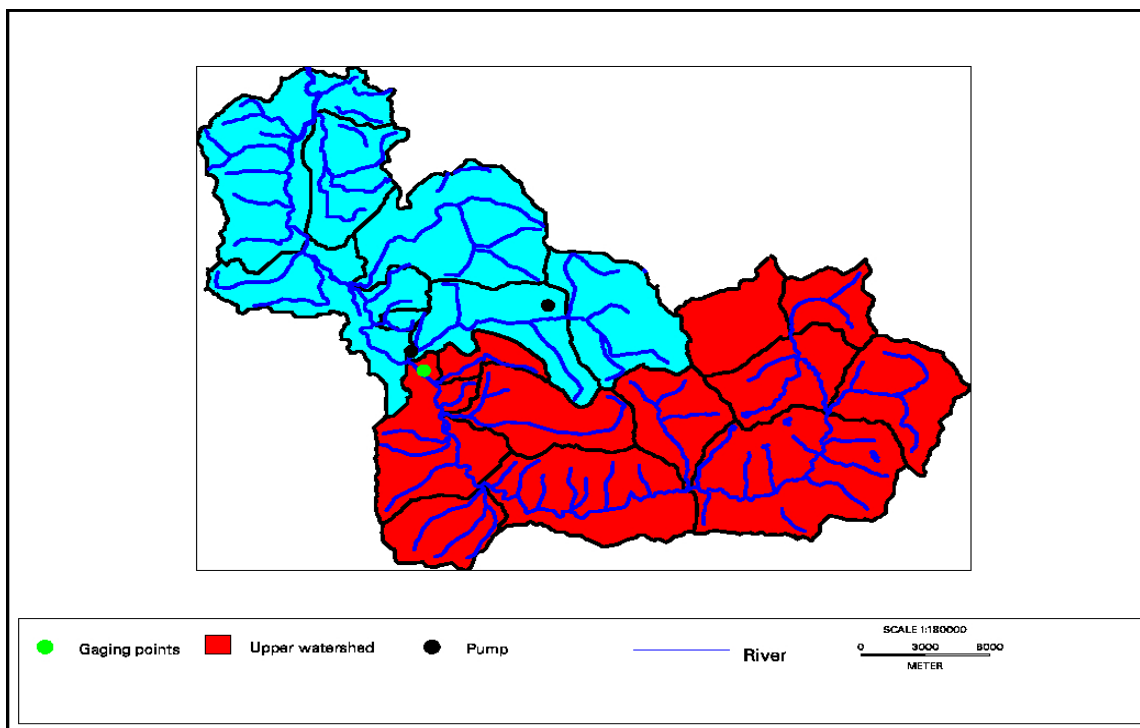 Gaging points
Upper watershed
Pump
River
SCALE 1:180000
0 3000 6000
METER